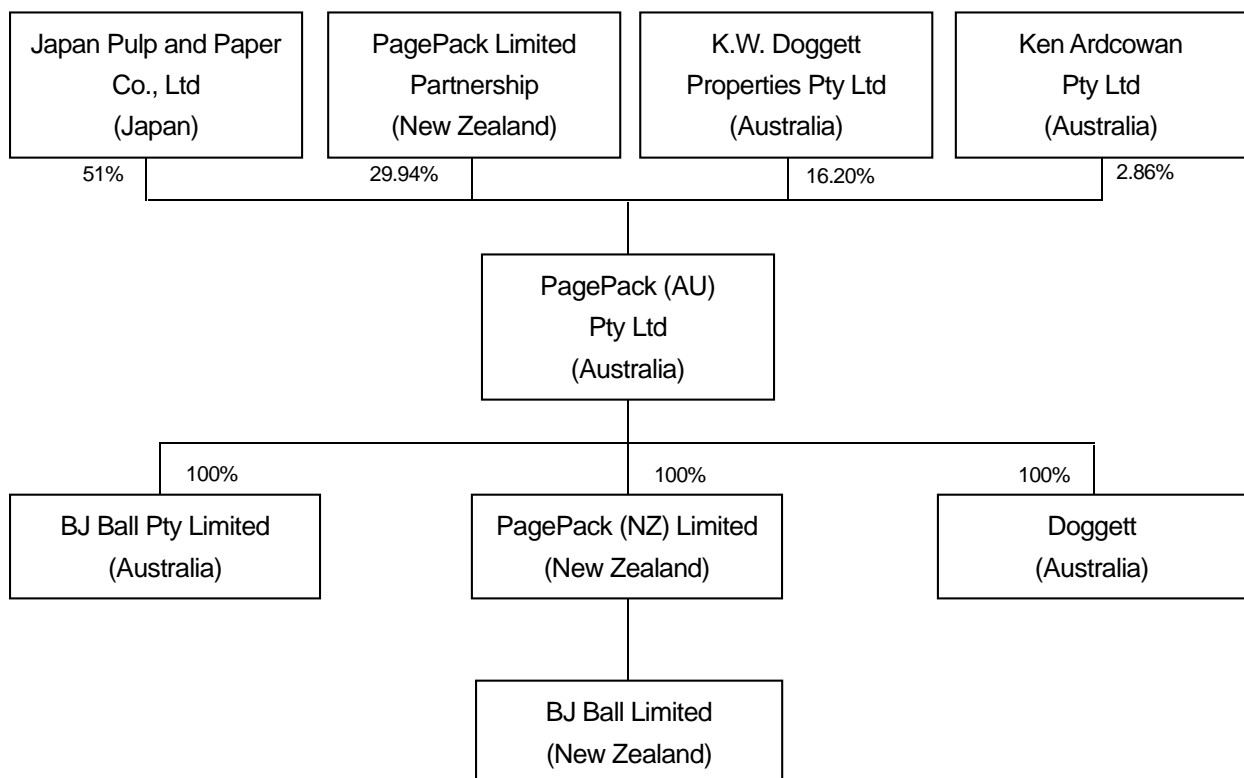 Japan Pulp and Paper
Co., Ltd
(Japan)
PagePack Limited
Partnership
(New Zealand)
K.W. Doggett
Properties Pty Ltd
(Australia)
Ken Ardcowan
Pty Ltd
(Australia)
51%
29.94%
16.20%
2.86%
PagePack (AU)
Pty Ltd
(Australia)
100%
100%
100%
BJ Ball Pty Limited
(Australia)
PagePack (NZ) Limited
(New Zealand)
Doggett
(Australia)
BJ Ball Limited
(New Zealand)